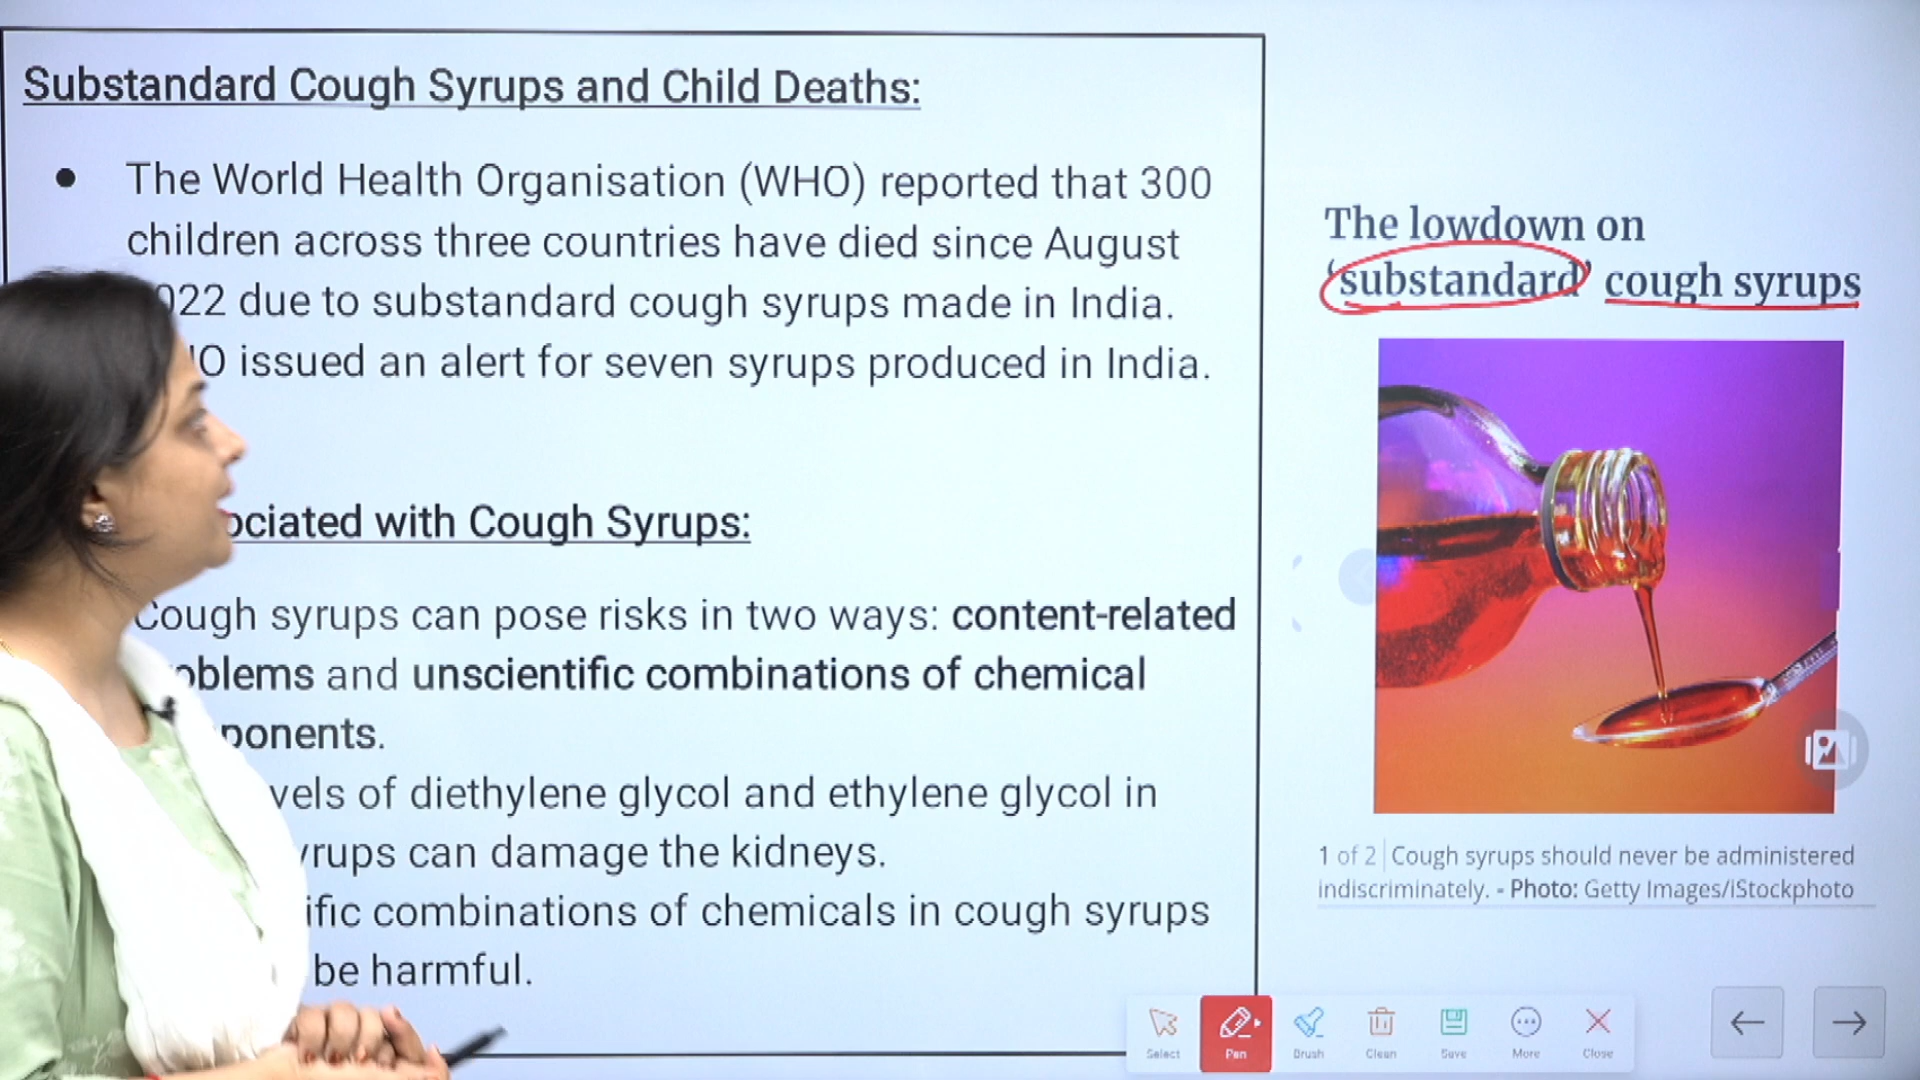 Substandard Cough Syrups and Child Deaths:
• The World Health Organisation (WHO) reported that 300
children across three countries have died since August
022 due to substandard cough syrups made in India.
O issued an alert for seven syrups produced in India.
ociated with Cough Syrups:
Cough syrups can pose risks in two ways: content-related
oblems and unscientific combinations of chemical
ponents.
vels of diethylene glycol and ethylene glycol in
yrups can damage the kidneys.
ific combinations of chemicals in cough syrups
be harmful.
The lowdown on
‘substandard’ cough syrups
1 of 2 | Cough syrups should never be administered
indiscriminately. - Photo: Getty Images/iStockphoto
Select Pen Brush Clean Save More Close